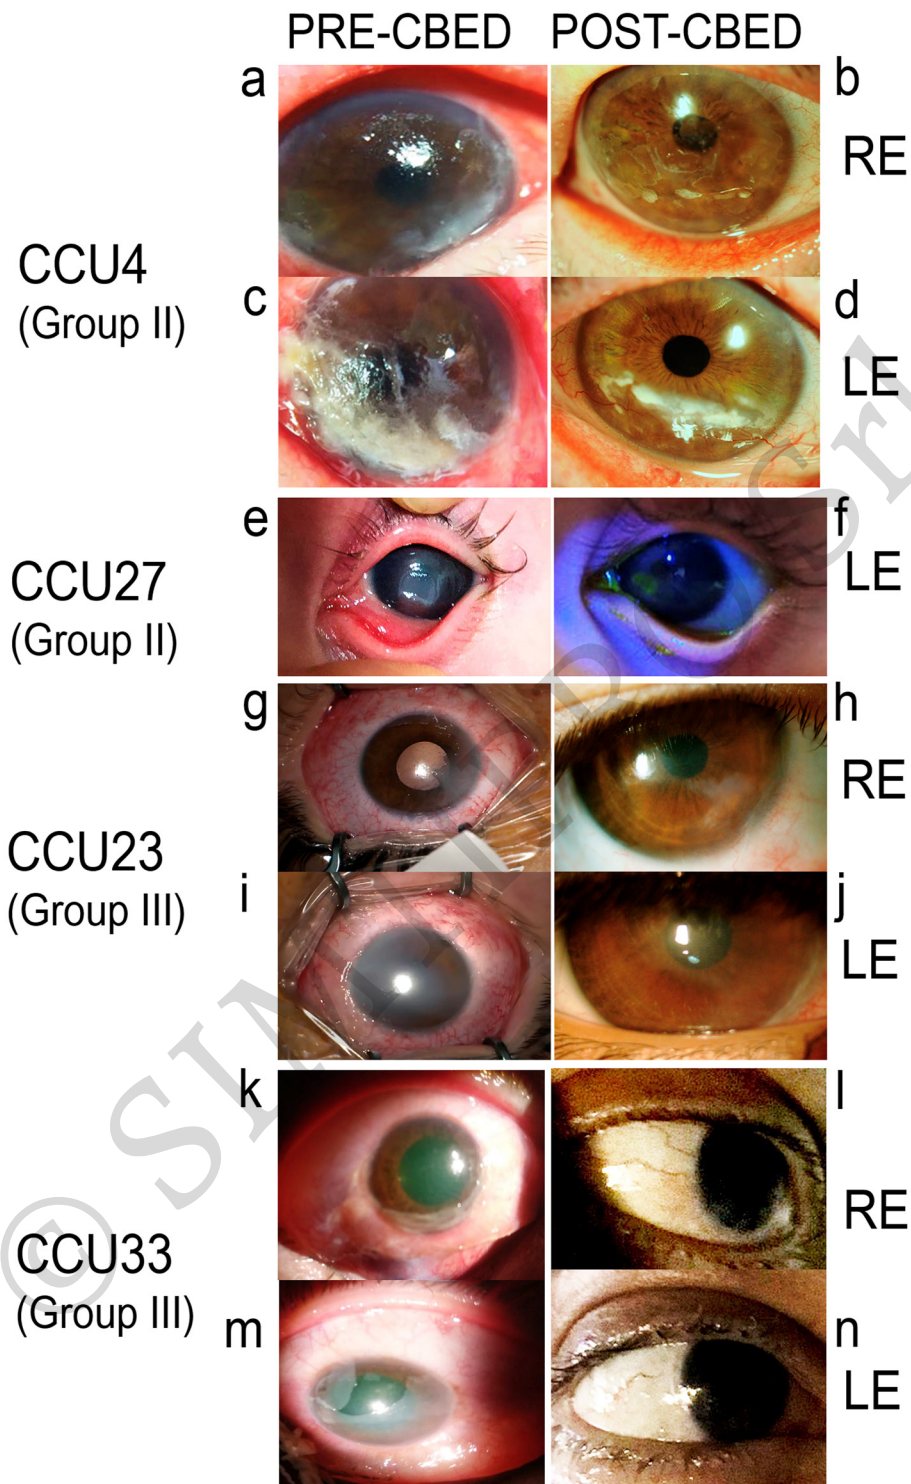 PRE-CBED POST-CBED
a b
RE
CCU4
(Group II)
c d
LE
e f
CCU27
(Group II)
LE
g h
RE
CCU23
(Group III)
i j
LE
k l
RE
CCU33
(Group III)
m n
LE